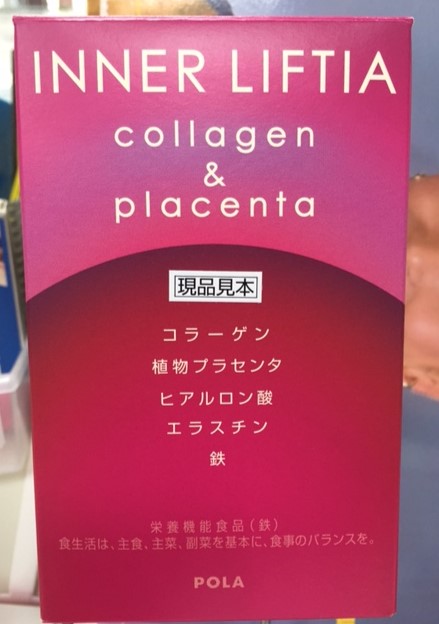 INNER LIFTIA
collagen
&
placenta
現品見本
コラーゲン
植物プラセンタ
ヒアルロン酸
エラスチン
鉄
栄養機能食品(鉄)
食生活は、主食、主菜、副菜を基本に、食事のバランスを。
POLA